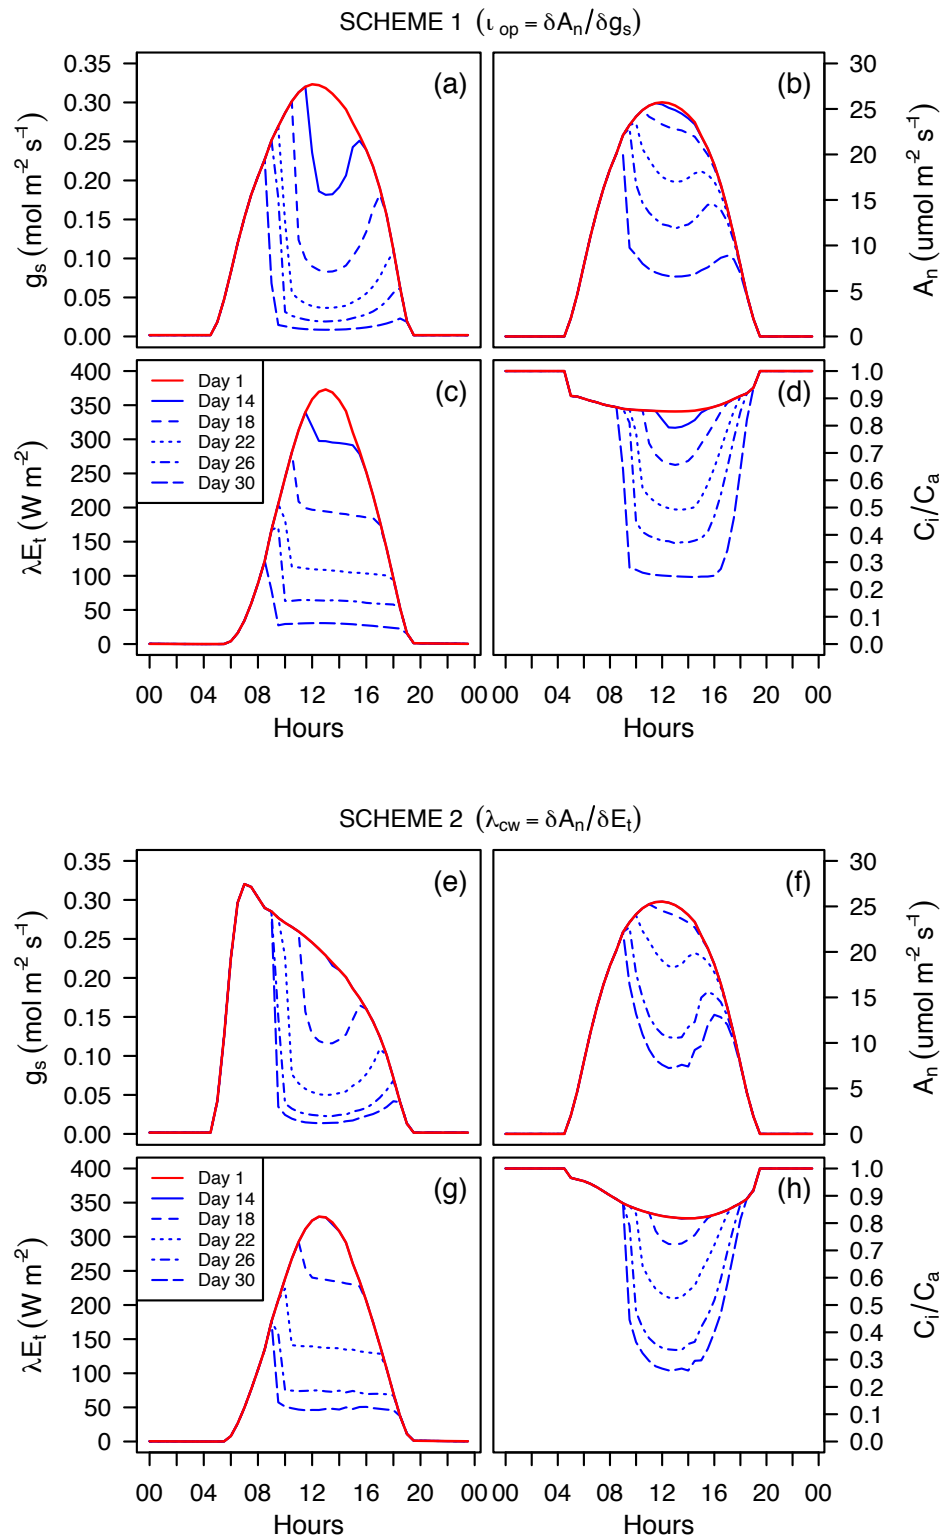 SCHEME 1 (ι op = δAn/δgs)
0.35
0.30
0.25
0.20
0.15
0.10
0.05
0.00
gs (mol m-2 s-1)
(a)
(b)
30
25
20
15
10
5
0
An (umol m-2 s-1)
400
350
300
250
200
150
100
50
0
λEt (W m-2)
Day 1
Day 14
Day 18
Day 22
Day 26
Day 30
(c)
(d)
1.0
0.9
0.8
0.7
0.6
0.5
0.4
0.3
0.2
0.1
0.0
Ci/Ca
00 04 08 12 16 20 00
00 04 08 12 16 20 00
Hours
Hours
SCHEME 2 (λcw = δAn/δEt)
0.35
0.30
0.25
0.20
0.15
0.10
0.05
0.00
gs (mol m-2 s-1)
(e)
(f)
30
25
20
15
10
5
0
An (umol m-2 s-1)
400
350
300
250
200
150
100
50
0
λEt (W m-2)
Day 1
Day 14
Day 18
Day 22
Day 26
Day 30
(g)
(h)
1.0
0.9
0.8
0.7
0.6
0.5
0.4
0.3
0.2
0.1
0.0
Ci/Ca
00 04 08 12 16 20 00
00 04 08 12 16 20 00
Hours
Hours